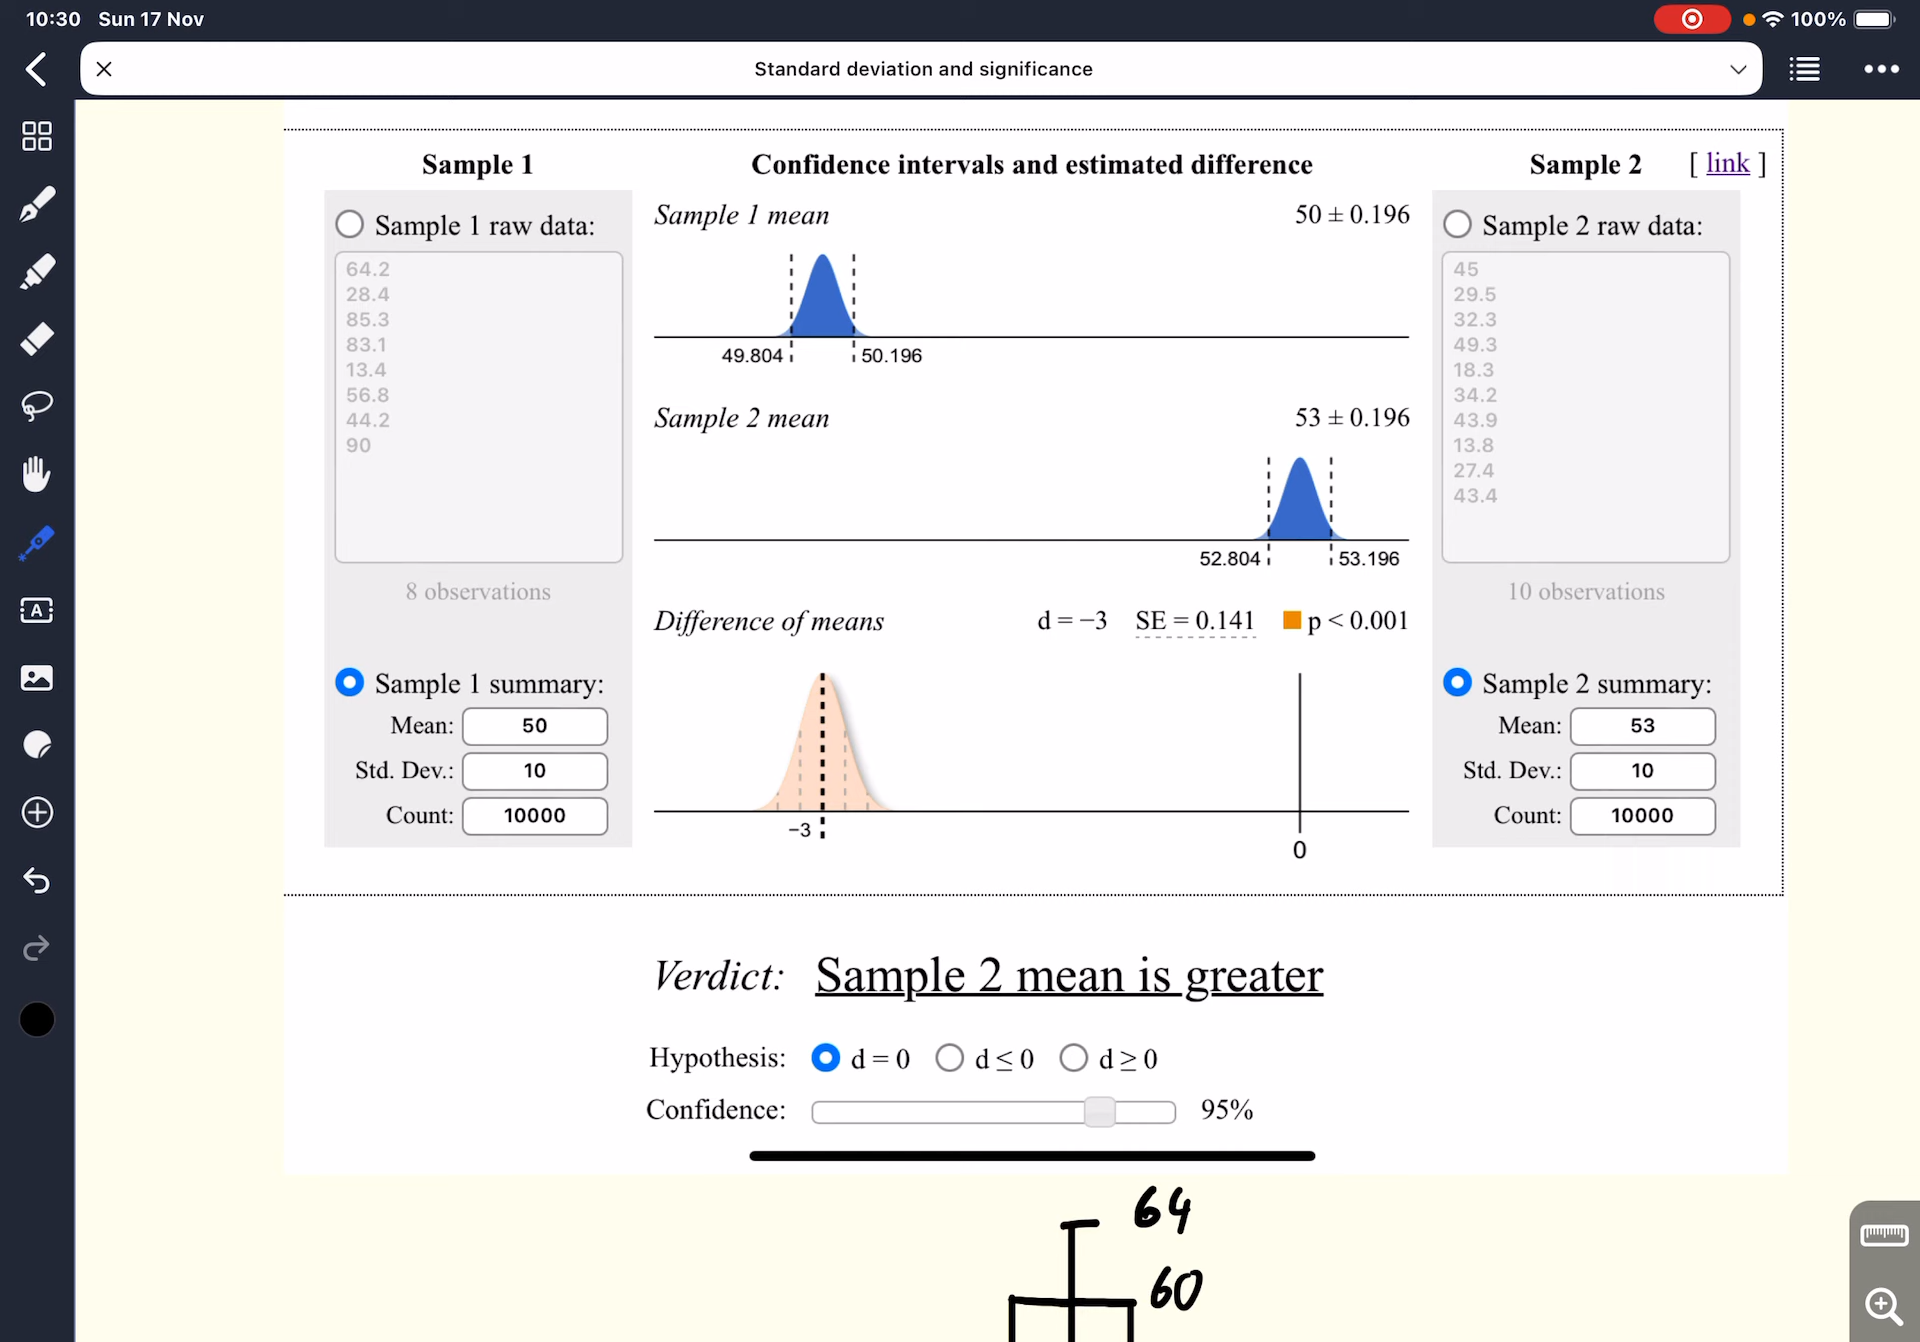 10:30 Sun 17 Nov
100%
Standard deviation and significance
Sample 1
Confidence intervals and estimated difference
Sample 2
[ link ]
Sample 1 raw data:
64.2
28.4
85.3
83.1
13.4
56.8
44.2
90
8 observations
Sample 1 summary:
Mean: 50
Std. Dev.: 10
Count: 10000
Sample 1 mean
50 ± 0.196
49.804
50.196
Sample 2 mean
53 ± 0.196
52.804
53.196
Difference of means
d = −3 SE = 0.141 p < 0.001
−3
0
Sample 2 raw data:
45
29.5
32.3
49.3
18.3
34.2
43.9
13.8
27.4
43.4
10 observations
Sample 2 summary:
Mean: 53
Std. Dev.: 10
Count: 10000
Verdict: Sample 2 mean is greater
Hypothesis: d = 0 d ≤ 0 d ≥ 0
Confidence: 95%
64
60
A